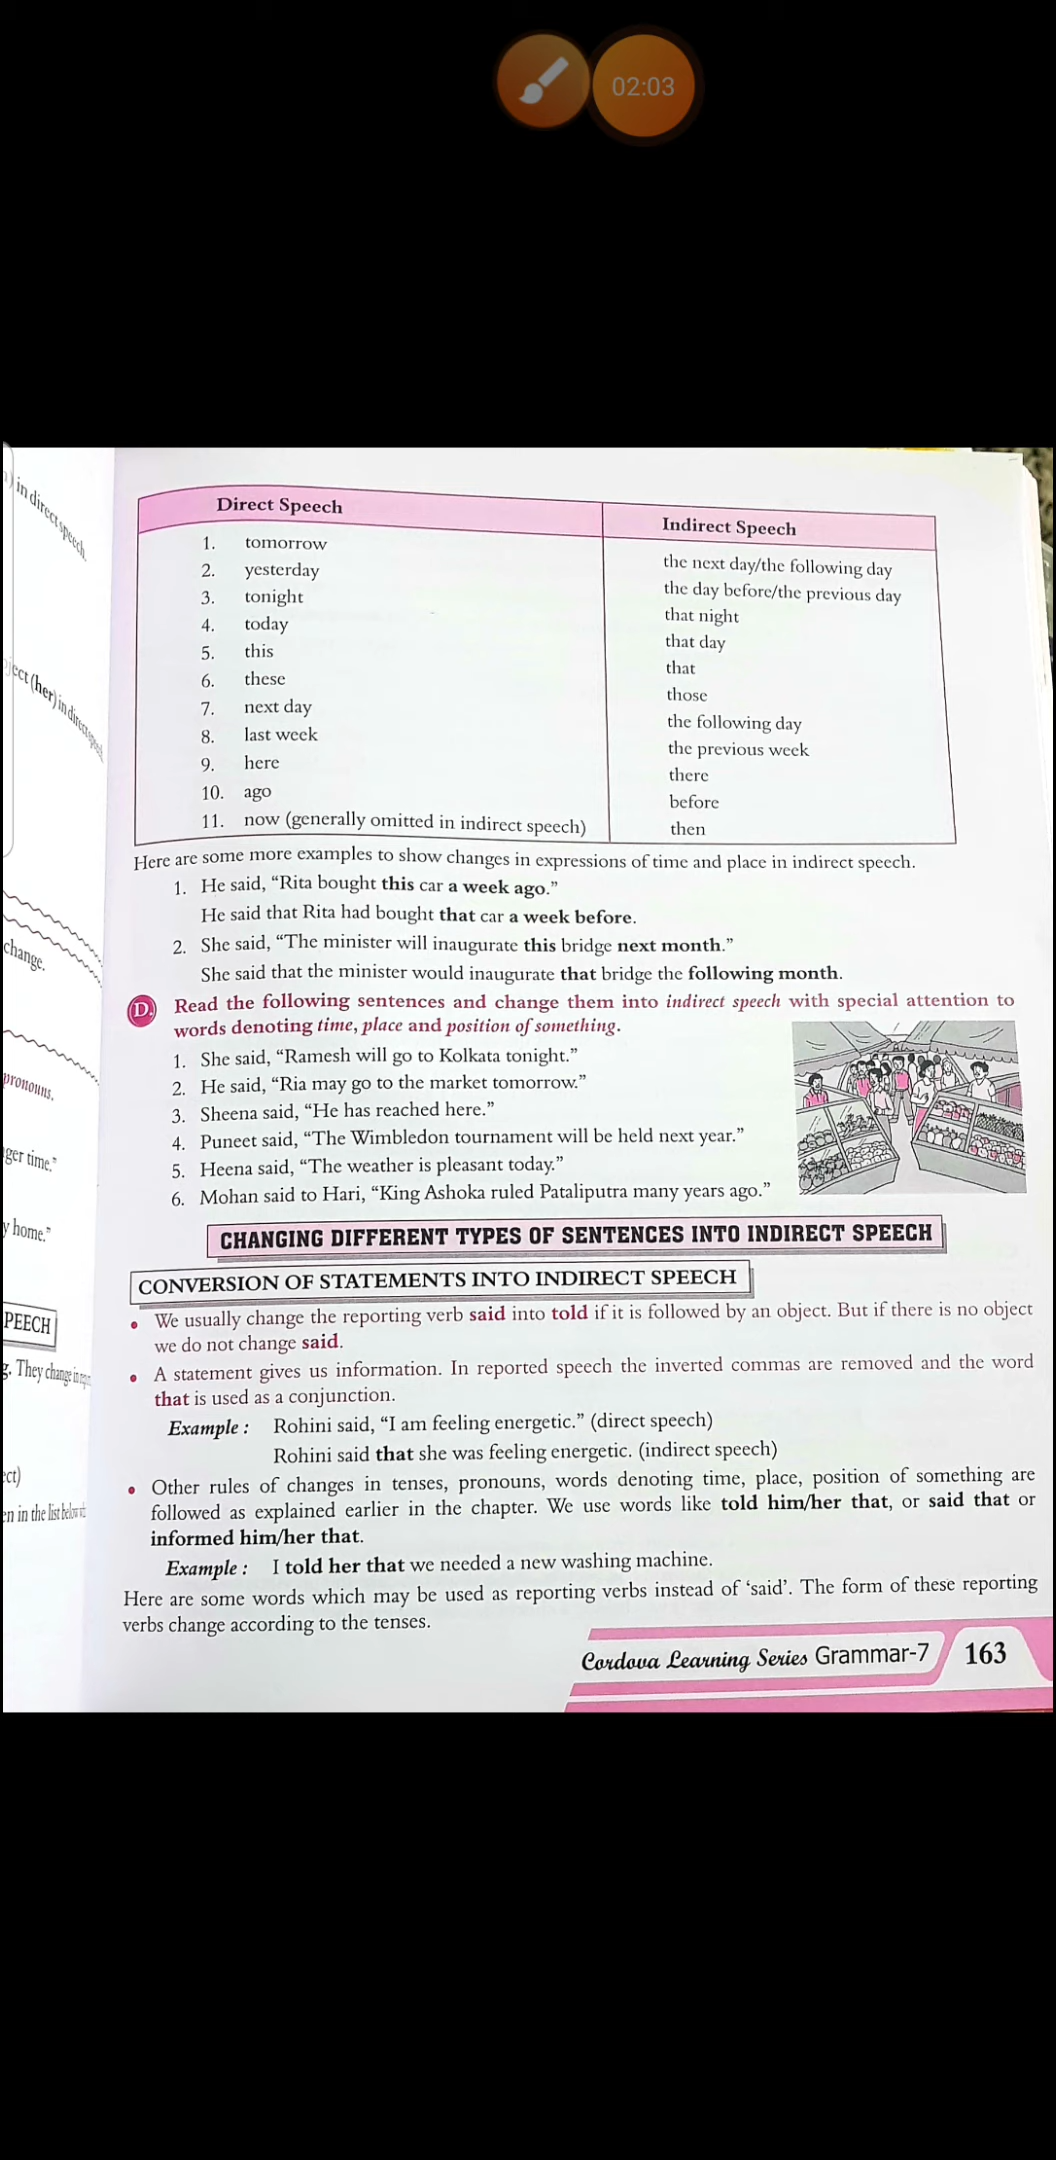 02:03
) in direct speech.
ject (her) in direct speech.
change.
pronouns.
ger time."
y home."
PEECH
g. They change in
ect)
en in the list below
Direct Speech Indirect Speech
1. tomorrow the next day/the following day
2. yesterday the day before/the previous day
3. tonight that night
4. today that day
5. this that
6. these those
7. next day the following day
8. last week the previous week
9. here there
10. ago before
11. now (generally omitted in indirect speech) then
Here are some more examples to show changes in expressions of time and place in indirect speech.
1. He said, “Rita bought this car a week ago.”
He said that Rita had bought that car a week before.
2. She said, “The minister will inaugurate this bridge next month.”
She said that the minister would inaugurate that bridge the following month.
D. Read the following sentences and change them into indirect speech with special attention to
words denoting time, place and position of something.
1. She said, “Ramesh will go to Kolkata tonight.”
2. He said, “Ria may go to the market tomorrow.”
3. Sheena said, “He has reached here.”
4. Puneet said, “The Wimbledon tournament will be held next year.”
5. Heena said, “The weather is pleasant today.”
6. Mohan said to Hari, “King Ashoka ruled Pataliputra many years ago.”
CHANGING DIFFERENT TYPES OF SENTENCES INTO INDIRECT SPEECH
CONVERSION OF STATEMENTS INTO INDIRECT SPEECH
• We usually change the reporting verb said into told if it is followed by an object. But if there is no object
we do not change said.
• A statement gives us information. In reported speech the inverted commas are removed and the word
that is used as a conjunction.
Example : Rohini said, “I am feeling energetic.” (direct speech)
Rohini said that she was feeling energetic. (indirect speech)
• Other rules of changes in tenses, pronouns, words denoting time, place, position of something are
followed as explained earlier in the chapter. We use words like told him/her that, or said that or
informed him/her that.
Example : I told her that we needed a new washing machine.
Here are some words which may be used as reporting verbs instead of ‘said’. The form of these reporting
verbs change according to the tenses.
Cordova Learning Series Grammar-7 163